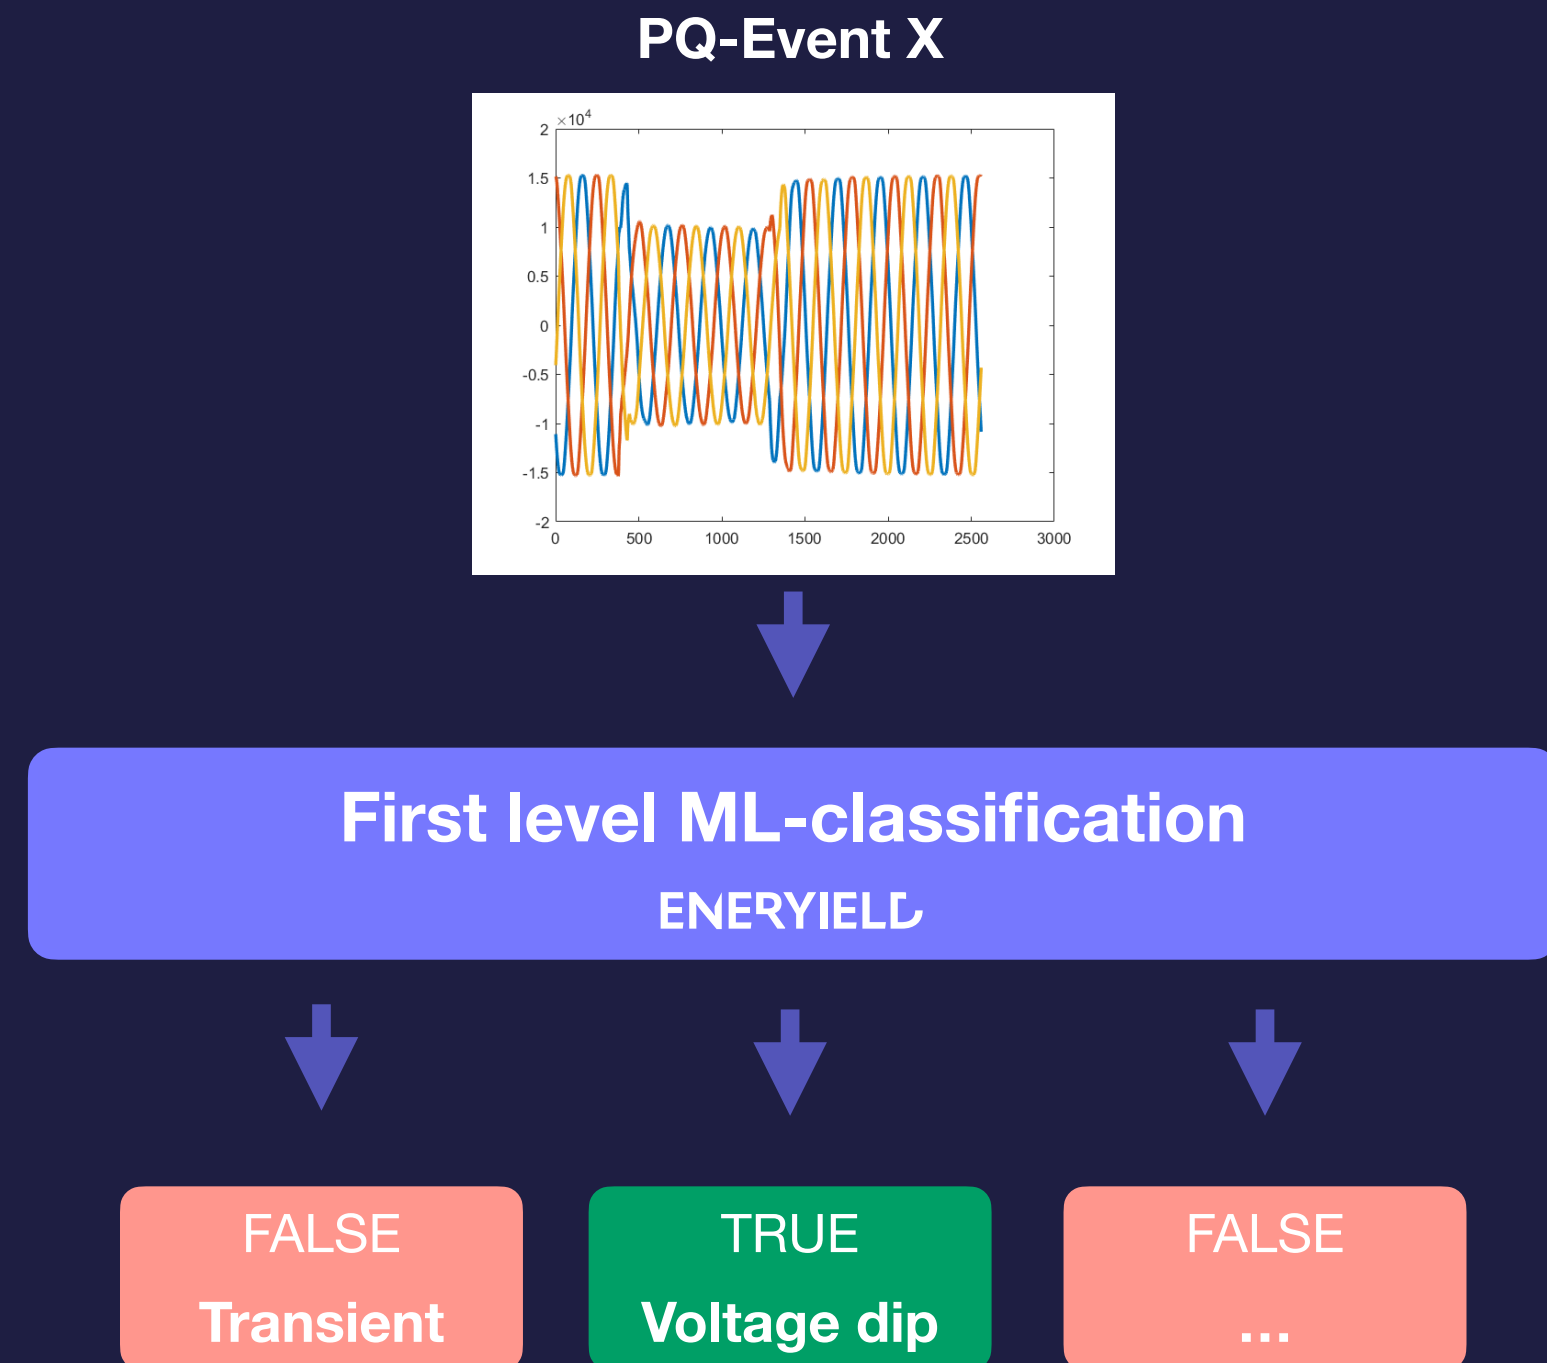 PQ-Event X
×10⁴
2
1.5
1
0.5
0
-0.5
-1
-1.5
-2
0 500 1000 1500 2000 2500 3000
First level ML-classification
ENERYIELD
FALSE TRUE FALSE
Transient Voltage dip ...